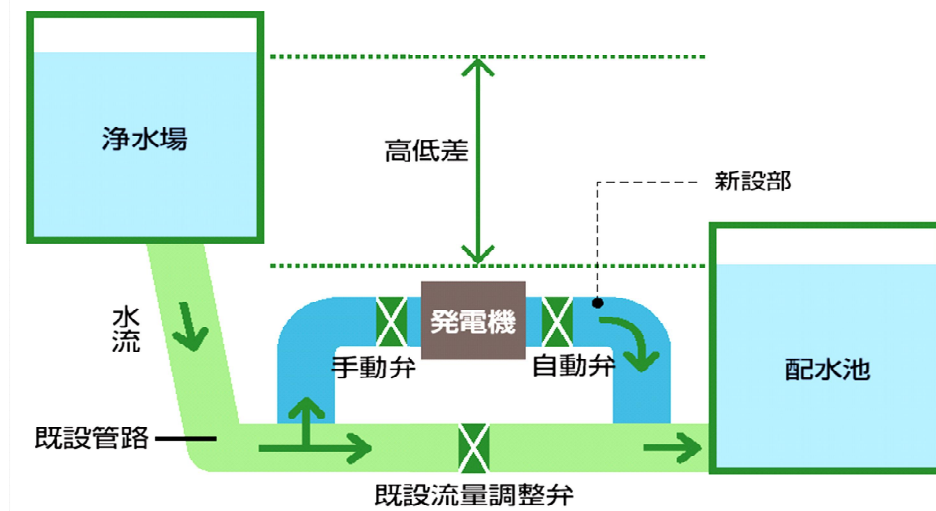 浄水場
高低差
新設部
発電機
水流
手動弁
自動弁
配水池
既設管路
既設流量調整弁